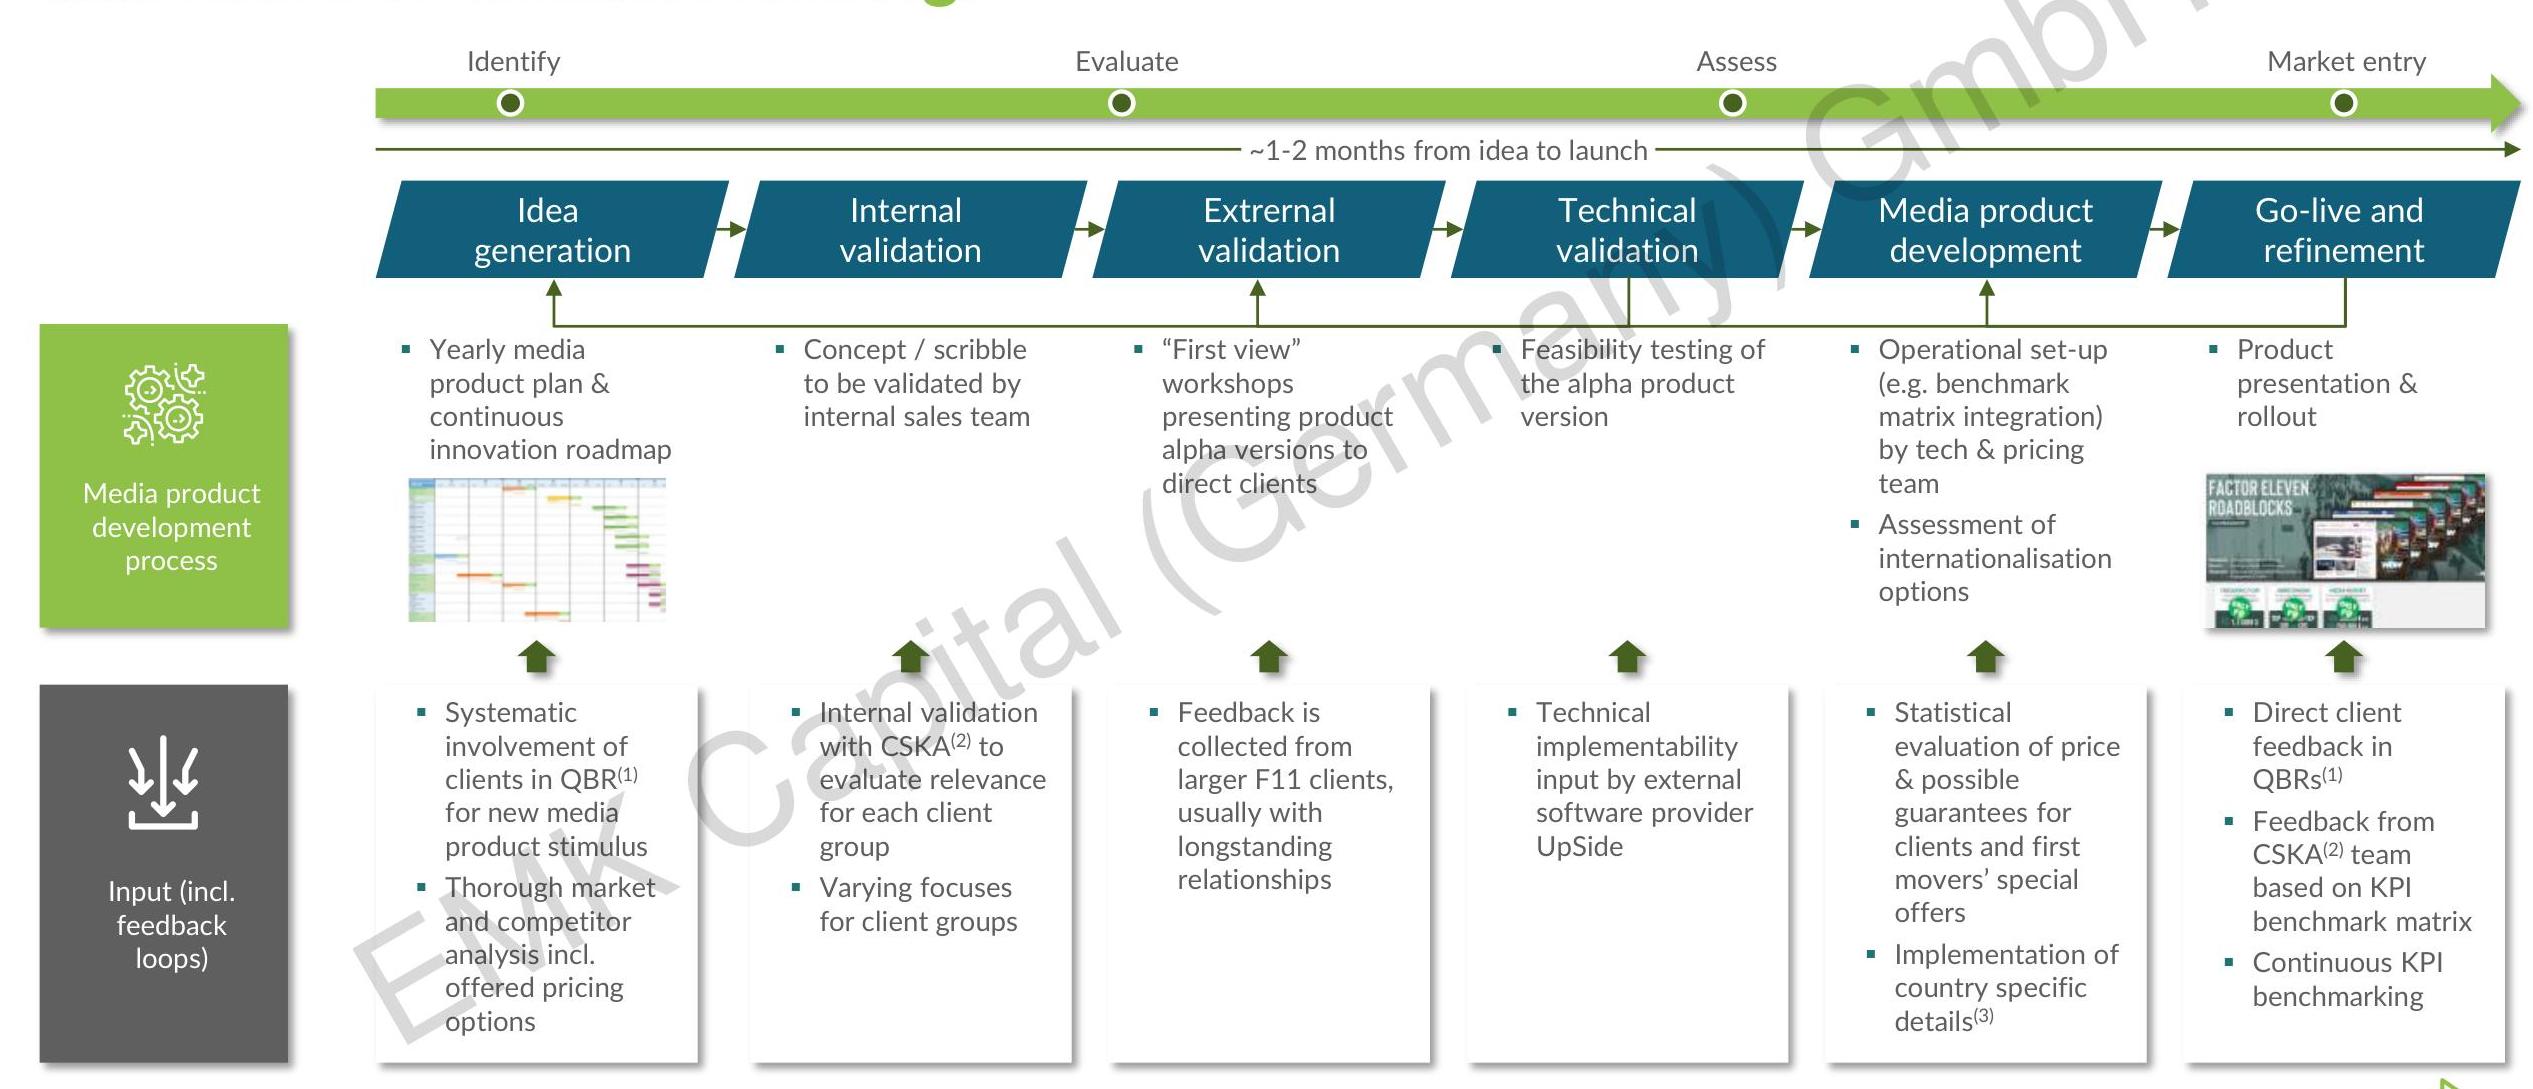 Identify
Evaluate
Assess
Market entry
~1-2 months from idea to launch
Idea
generation
Internal
validation
Extrernal
validation
Technical
validation
Media product
development
Go-live and
refinement
Media product
development
process
▪ Yearly media
product plan &
continuous
innovation roadmap
▪ Concept / scribble
to be validated by
internal sales team
▪ “First view”
workshops
presenting product
alpha versions to
direct clients
▪ Feasibility testing of
the alpha product
version
▪ Operational set-up
(e.g. benchmark
matrix integration)
by tech & pricing
team
▪ Assessment of
internationalisation
options
▪ Product
presentation &
rollout
FACTOR ELEVEN
ROADBLOCKS
Input (incl.
feedback
loops)
▪ Systematic
involvement of
clients in QBR(1)
for new media
product stimulus
▪ Thorough market
and competitor
analysis incl.
offered pricing
options
▪ Internal validation
with CSKA(2) to
evaluate relevance
for each client
group
▪ Varying focuses
for client groups
▪ Feedback is
collected from
larger F11 clients,
usually with
longstanding
relationships
▪ Technical
implementability
input by external
software provider
UpSide
▪ Statistical
evaluation of price
& possible
guarantees for
clients and first
movers’ special
offers
▪ Implementation of
country specific
details(3)
▪ Direct client
feedback in
QBRs(1)
▪ Feedback from
CSKA(2) team
based on KPI
benchmark matrix
▪ Continuous KPI
benchmarking
EMK Capital (Germany) GmbH